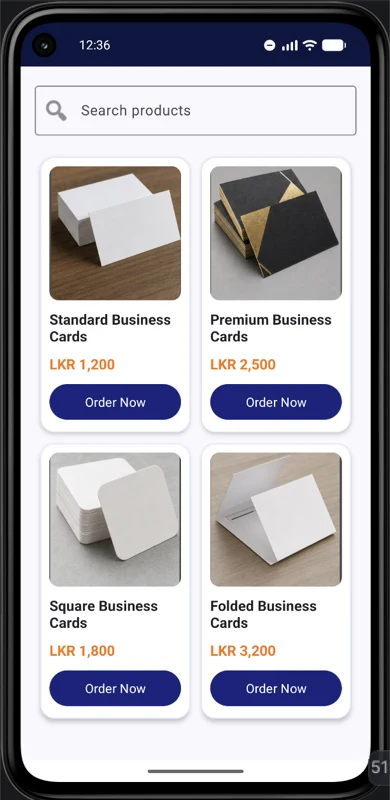 12:36
Search products
Standard Business
Cards
LKR 1,200
Order Now
Premium Business
Cards
LKR 2,500
Order Now
Square Business
Cards
LKR 1,800
Order Now
Folded Business
Cards
LKR 3,200
Order Now
51